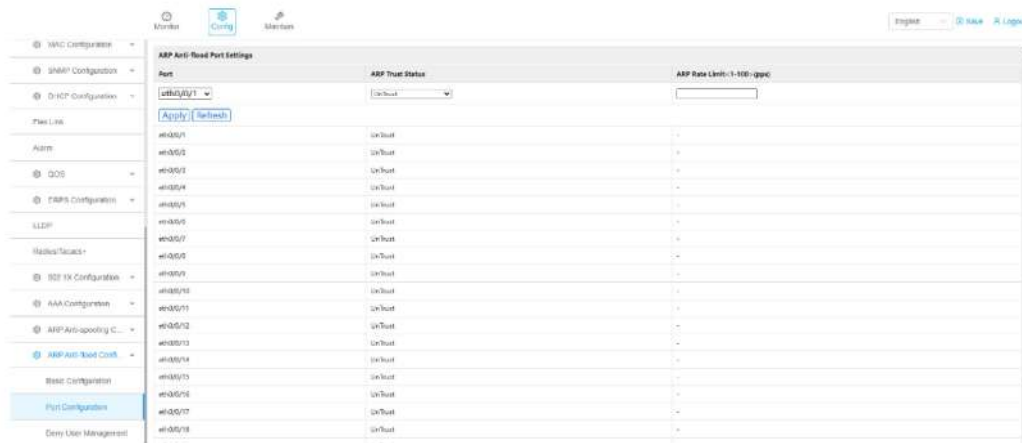 Monitor
Config
Maintain
English
Save
Logou
MAC Configuration
SNMP Configuration
DHCP Configuration
Flex Link
Alarm
QOS
ERPS Configuration
LLDP
Radius/Tacacs+
802.1X Configuration
AAA Configuration
ARP Anti-spoofing C...
ARP Anti-flood Confi...
Basic Configuration
Port Configuration
Deny User Management
ARP Anti-flood Port Settings
Port ARP Trust Status ARP Rate Limit<1-100>(pps)
eth0/0/1 UnTrust
Apply Refresh
eth0/0/1 UnTrust -
eth0/0/2 UnTrust -
eth0/0/3 UnTrust -
eth0/0/4 UnTrust -
eth0/0/5 UnTrust -
eth0/0/6 UnTrust -
eth0/0/7 UnTrust -
eth0/0/8 UnTrust -
eth0/0/9 UnTrust -
eth0/0/10 UnTrust -
eth0/0/11 UnTrust -
eth0/0/12 UnTrust -
eth0/0/13 UnTrust -
eth0/0/14 UnTrust -
eth0/0/15 UnTrust -
eth0/0/16 UnTrust -
eth0/0/17 UnTrust -
eth0/0/18 UnTrust -